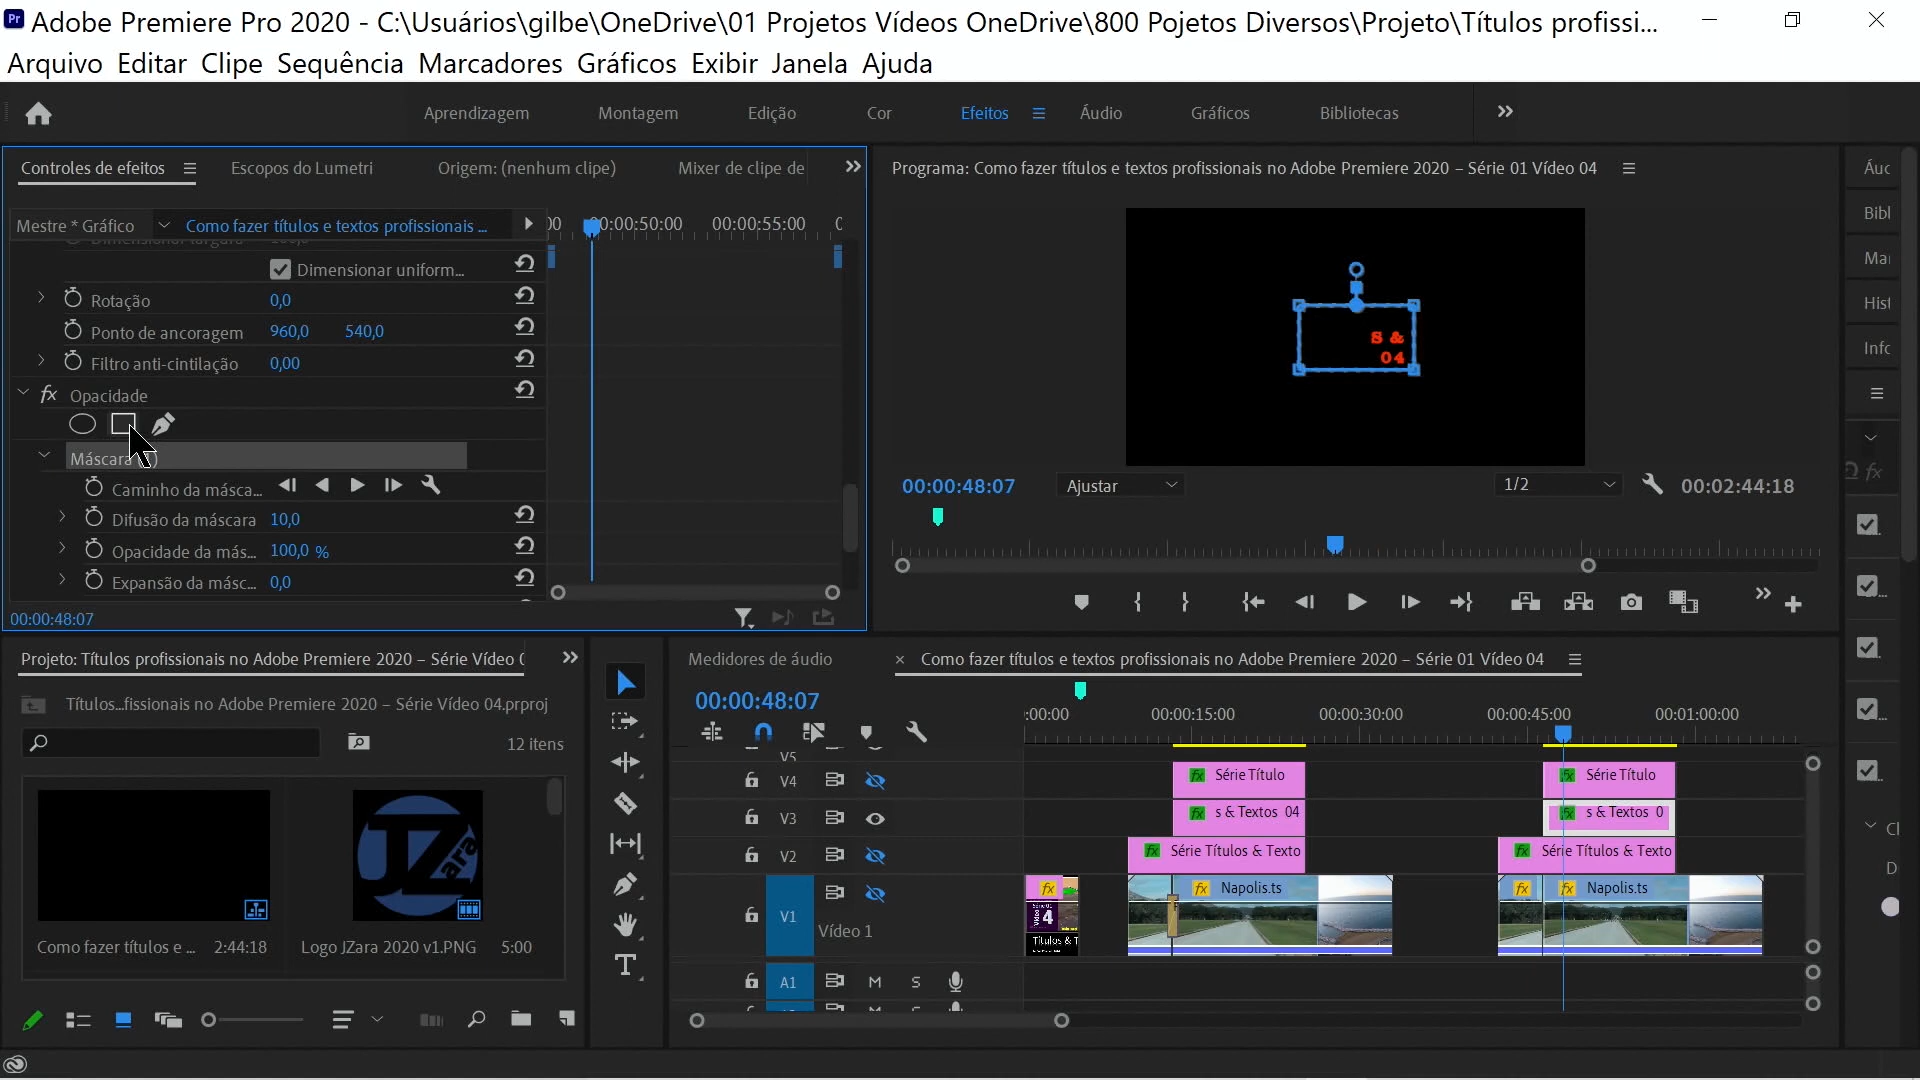 Adobe Premiere Pro 2020 - C:\Usuários\gilbe\OneDrive\01 Projetos Vídeos OneDrive\800 Pojetos Diversos\Projeto\Títulos profissi...
Arquivo Editar Clipe Sequência Marcadores Gráficos Exibir Janela Ajuda
Aprendizagem Montagem Edição Cor Efeitos Áudio Gráficos Bibliotecas
Controles de efeitos Escopos do Lumetri Origem: (nenhum clipe) Mixer de clipe de
Programa: Como fazer títulos e textos profissionais no Adobe Premiere 2020 – Série 01 Vídeo 04
Mestre * Gráfico Como fazer títulos e textos profissionais ... 00:00:50:00 00:00:55:00
Dimensionar uniform...
Rotação 0,0
Ponto de ancoragem 960,0 540,0
Filtro anti-cintilação 0,00
Opacidade
Máscara
Caminho da másca...
Difusão da máscara 10,0
Opacidade da más... 100,0 %
Expansão da másc... 0,0
00:00:48:07
S &
04
00:00:48:07 Ajustar 1/2 00:02:44:18
Bibl
Hist
Info
Projeto: Títulos profissionais no Adobe Premiere 2020 – Série Vídeo
Títulos...fissionais no Adobe Premiere 2020 – Série Vídeo 04.prproj
12 itens
Como fazer títulos e ... 2:44:18 Logo JZara 2020 v1.PNG 5:00
JZara
Medidores de áudio Como fazer títulos e textos profissionais no Adobe Premiere 2020 – Série 01 Vídeo 04
00:00:48:07
:00:00 00:00:15:00 00:00:30:00 00:00:45:00 00:01:00:00
V5
V4 Série Título Série Título
V3 s & Textos 04 s & Textos 0
V2 Série Títulos & Texto Série Títulos & Texto
V1 Vídeo 1 Napolis.ts Napolis.ts
4
Títulos & T
A1 M S